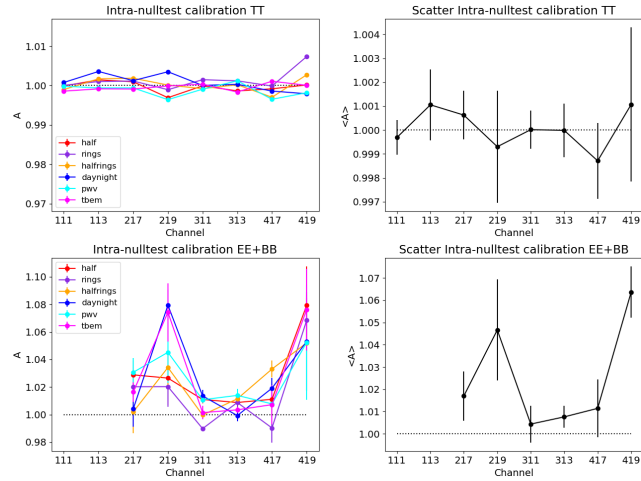 Intra-nulltest calibration TT
A
1.01
1.00
0.99
0.98
0.97
half
rings
halfrings
daynight
pwv
tbem
111 113 217 219 311 313 417 419
Channel
Scatter Intra-nulltest calibration TT
<A>
1.004
1.003
1.002
1.001
1.000
0.999
0.998
0.997
111 113 217 219 311 313 417 419
Channel
Intra-nulltest calibration EE+BB
A
1.10
1.08
1.06
1.04
1.02
1.00
0.98
half
rings
halfrings
daynight
pwv
tbem
111 113 217 219 311 313 417 419
Channel
Scatter Intra-nulltest calibration EE+BB
<A>
1.07
1.06
1.05
1.04
1.03
1.02
1.01
1.00
111 113 217 219 311 313 417 419
Channel